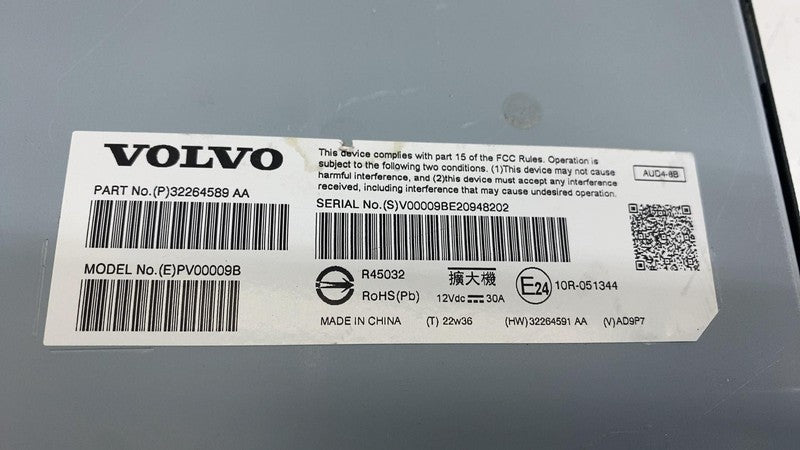 VOLVO
This device complies with part 15 of the FCC Rules. Operation is
subject to the following two conditions. (1)This device may not cause
harmful interference, and (2)this device must accept any interference
received, including interference that may cause undesired operation.
AUD4-8B
PART No.(P)32264589 AA
SERIAL No.(S)V00009BE20948202
MODEL No.(E)PV00009B
R45032
RoHS(Pb)
擴大機
12Vdc 30A
E24
10R-051344
MADE IN CHINA (T) 22w36 (HW)32264591 AA (V)AD9P7